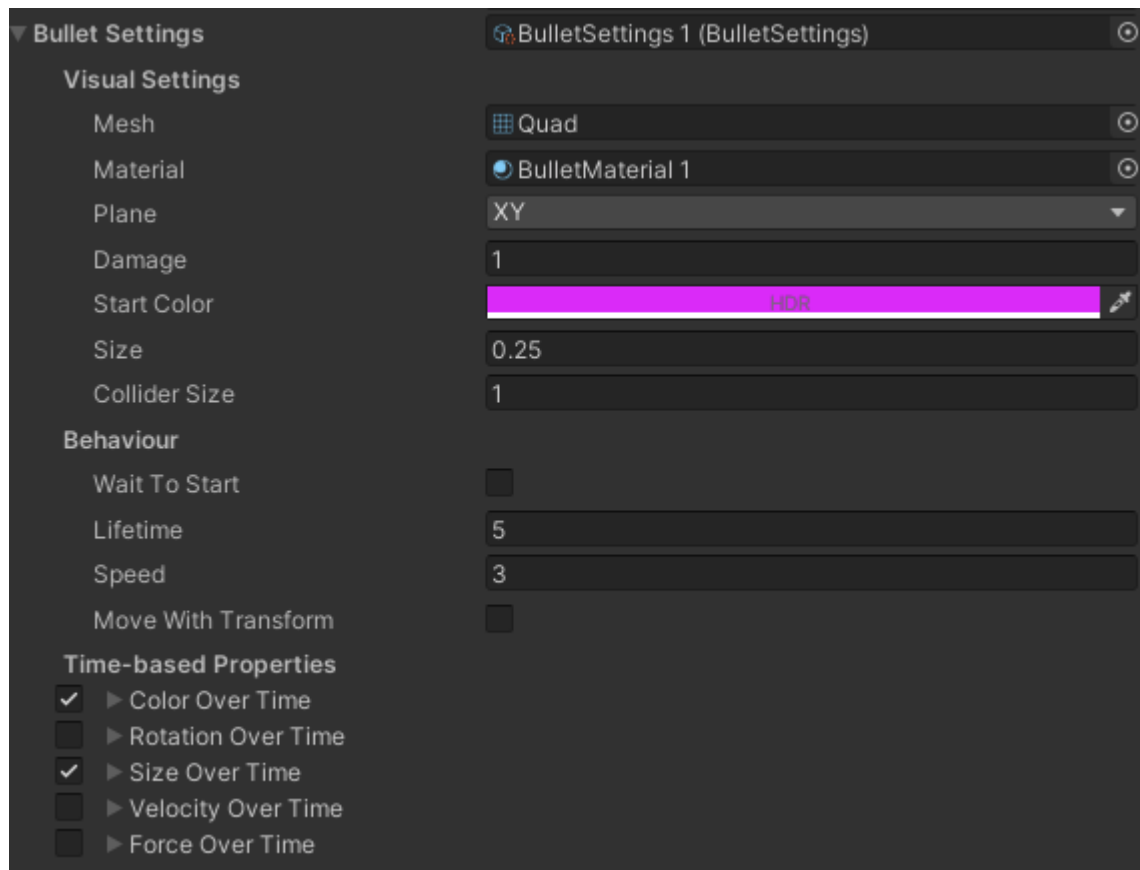 Bullet Settings BulletSettings 1 (BulletSettings)
Visual Settings
Mesh Quad
Material BulletMaterial 1
Plane XY
Damage 1
Start Color HDR
Size 0.25
Collider Size 1
Behaviour
Wait To Start
Lifetime 5
Speed 3
Move With Transform
Time-based Properties
Color Over Time
Rotation Over Time
Size Over Time
Velocity Over Time
Force Over Time